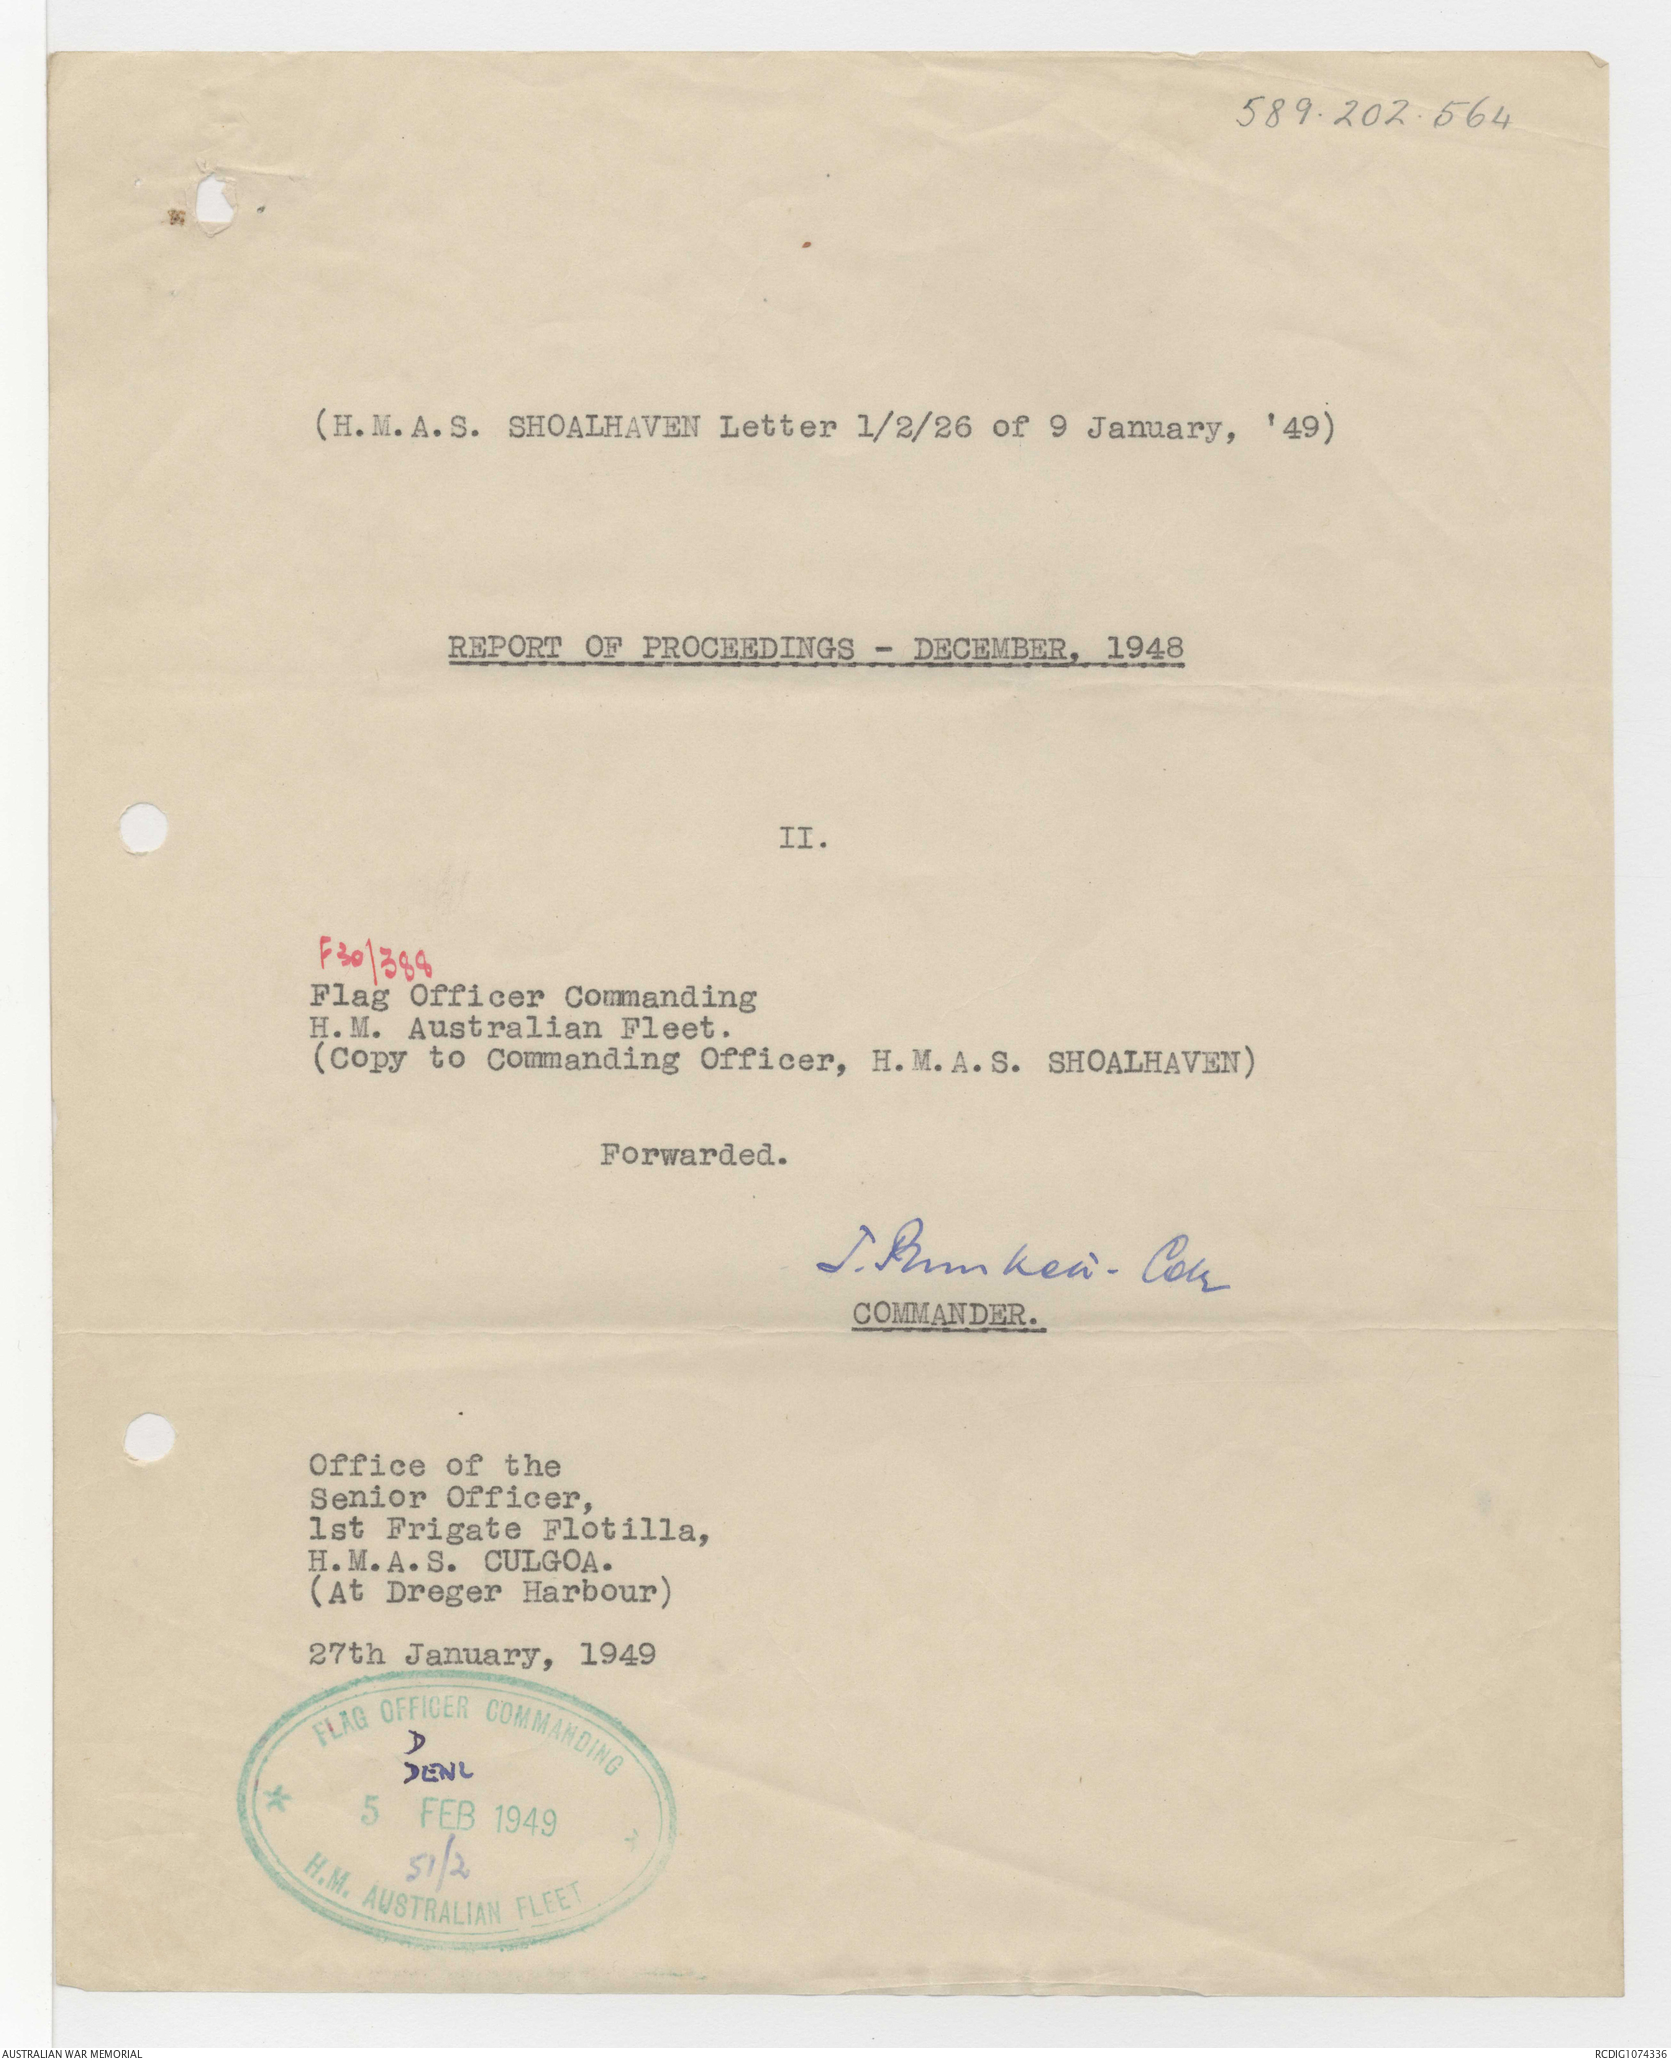 589.202.564
(H.M.A.S. SHOALHAVEN Letter 1/2/26 of 9 January, '49)
REPORT OF PROCEEDINGS - DECEMBER, 1948
II.
F30/388
Flag Officer Commanding
H.M. Australian Fleet.
(Copy to Commanding Officer, H.M.A.S. SHOALHAVEN)
Forwarded.
COMMANDER.
Office of the
Senior Officer,
1st Frigate Flotilla,
H.M.A.S. CULGOA.
(At Dreger Harbour)
27th January, 1949
FLAG OFFICER COMMANDING
D
5 FEB 1949
51/2
H.M. AUSTRALIAN FLEET
AUSTRALIAN WAR MEMORIAL
RCDIG1074336